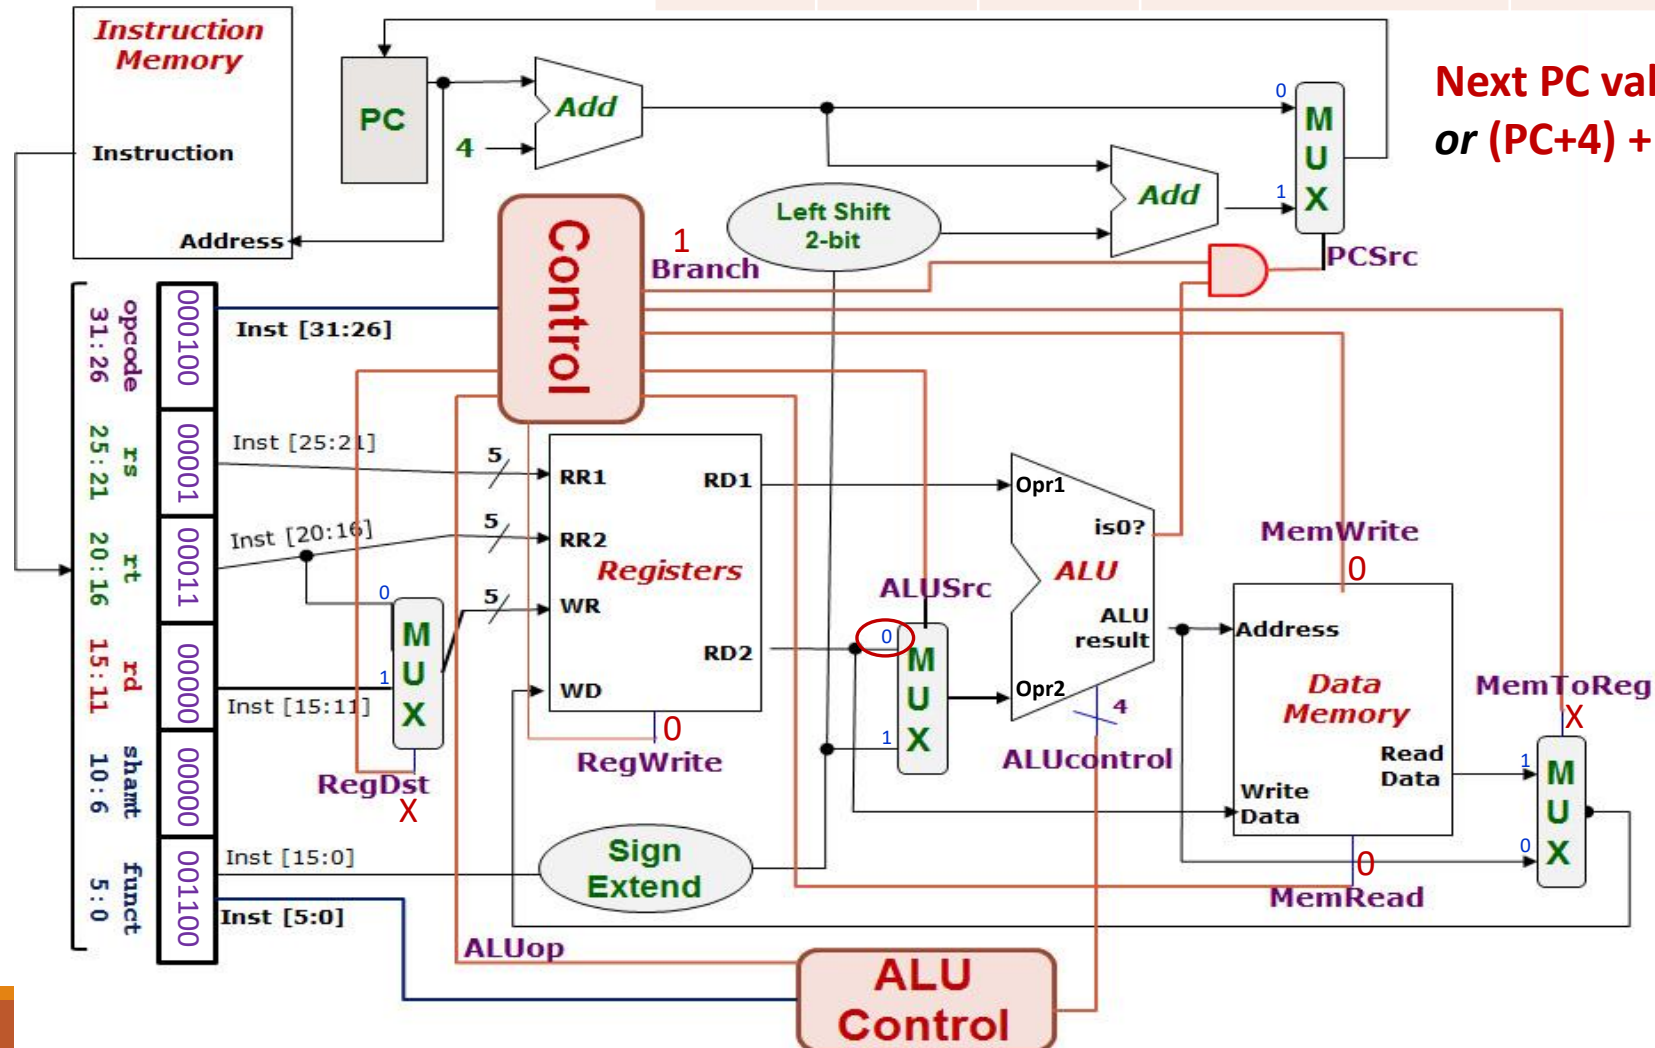 Instruction
Memory
Instruction
Address
PC
4
Add
Next PC val
or (PC+4) +
0
M
U
X
1
Add
Left Shift
2-bit
PCSrc
Control
1
Branch
opcode
31:26
000100
Inst [31:26]
rs
25:21
00001
Inst [25:21]
5
rt
20:16
00011
Inst [20:16]
5
rd
15:11
00000
Inst [15:11]
5
shamt
10:6
00000
funct
5:0
001100
Inst [15:0]
Inst [5:0]
0
M
U
1
X
RegDst
X
RR1
RD1
RR2
Registers
WR
RD2
WD
0
RegWrite
Sign
Extend
ALUSrc
0
M
U
1
X
Opr1
is0?
ALU
ALU
result
Opr2
4
ALUcontrol
MemWrite
0
Address
Data
Memory
Read
Data
Write
Data
0
MemRead
MemToReg
X
1
M
U
0
X
ALUop
ALU
Control